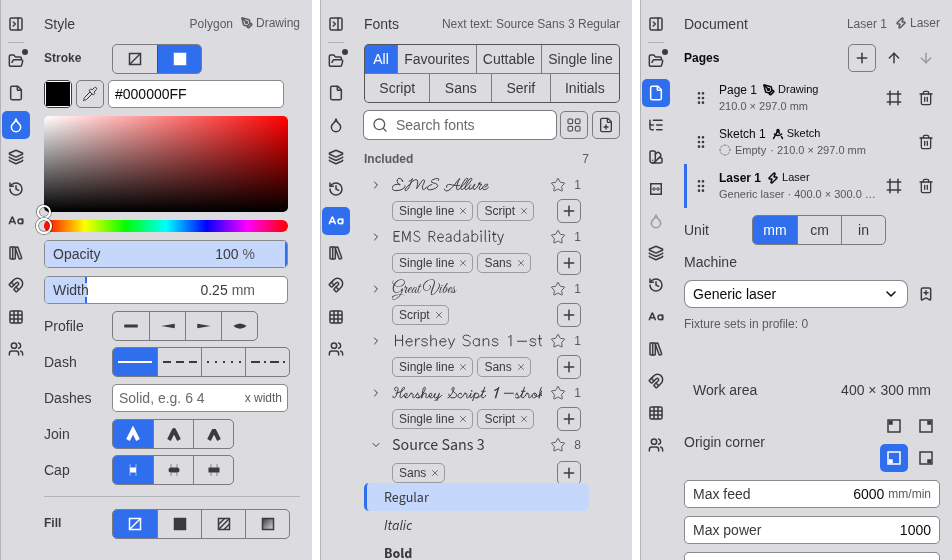 Style
Polygon Drawing
Stroke
#000000FF
Opacity 100 %
Width 0.25 mm
Profile
Dash
Dashes Solid, e.g. 6 4 x width
Join
Cap
Fill
Aa
Fonts
Next text: Source Sans 3 Regular
All Favourites Cuttable Single line
Script Sans Serif Initials
Search fonts
Included 7
EMS Allure 1
Single line × Script ×
EMS Readability 1
Single line × Sans ×
Great Vibes 1
Script ×
Hershey Sans 1-st 1
Single line × Sans ×
Hershey Script 1-strok 1
Single line × Script ×
Source Sans 3 8
Sans ×
Regular
Italic
Bold
Aa
Document
Laser 1 Laser
Pages
Page 1 Drawing
210.0 × 297.0 mm
Sketch 1 Sketch
Empty · 210.0 × 297.0 mm
Laser 1 Laser
Generic laser · 400.0 × 300.0 ...
Unit mm cm in
Machine
Generic laser
Fixture sets in profile: 0
Work area 400 × 300 mm
Origin corner
Max feed 6000 mm/min
Max power 1000
Aa